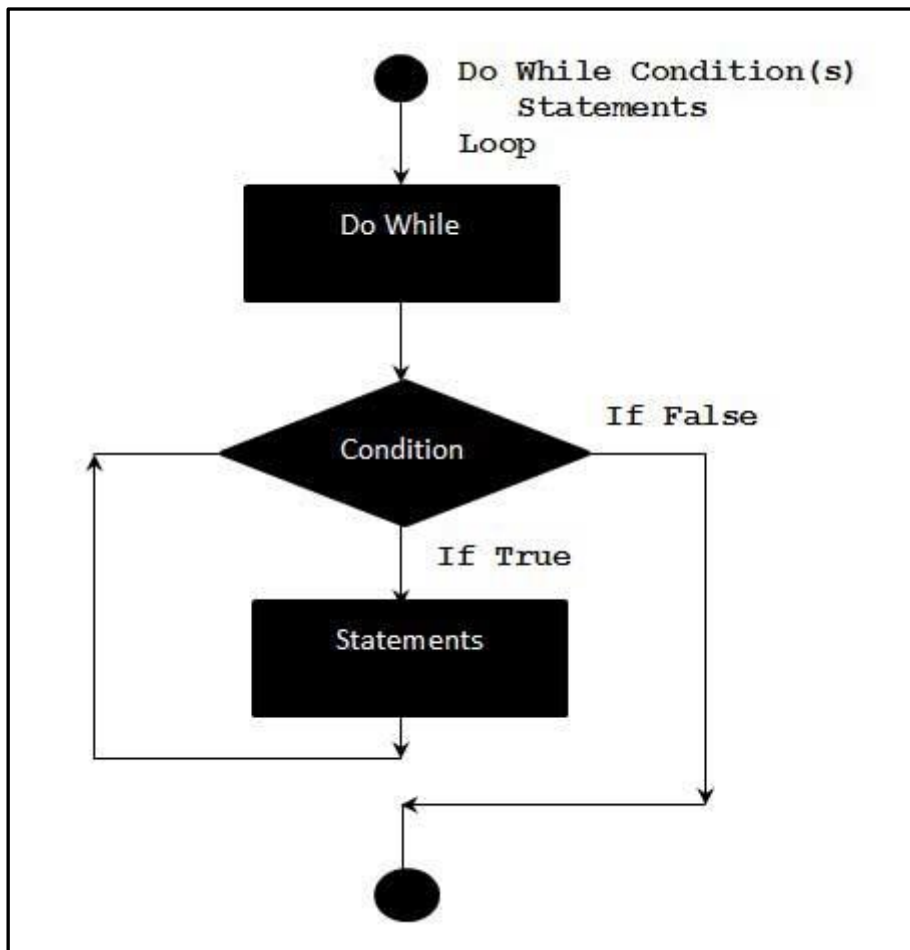 Do While Condition(s)
Statements
Loop
Do While
Condition
If False
If True
Statements